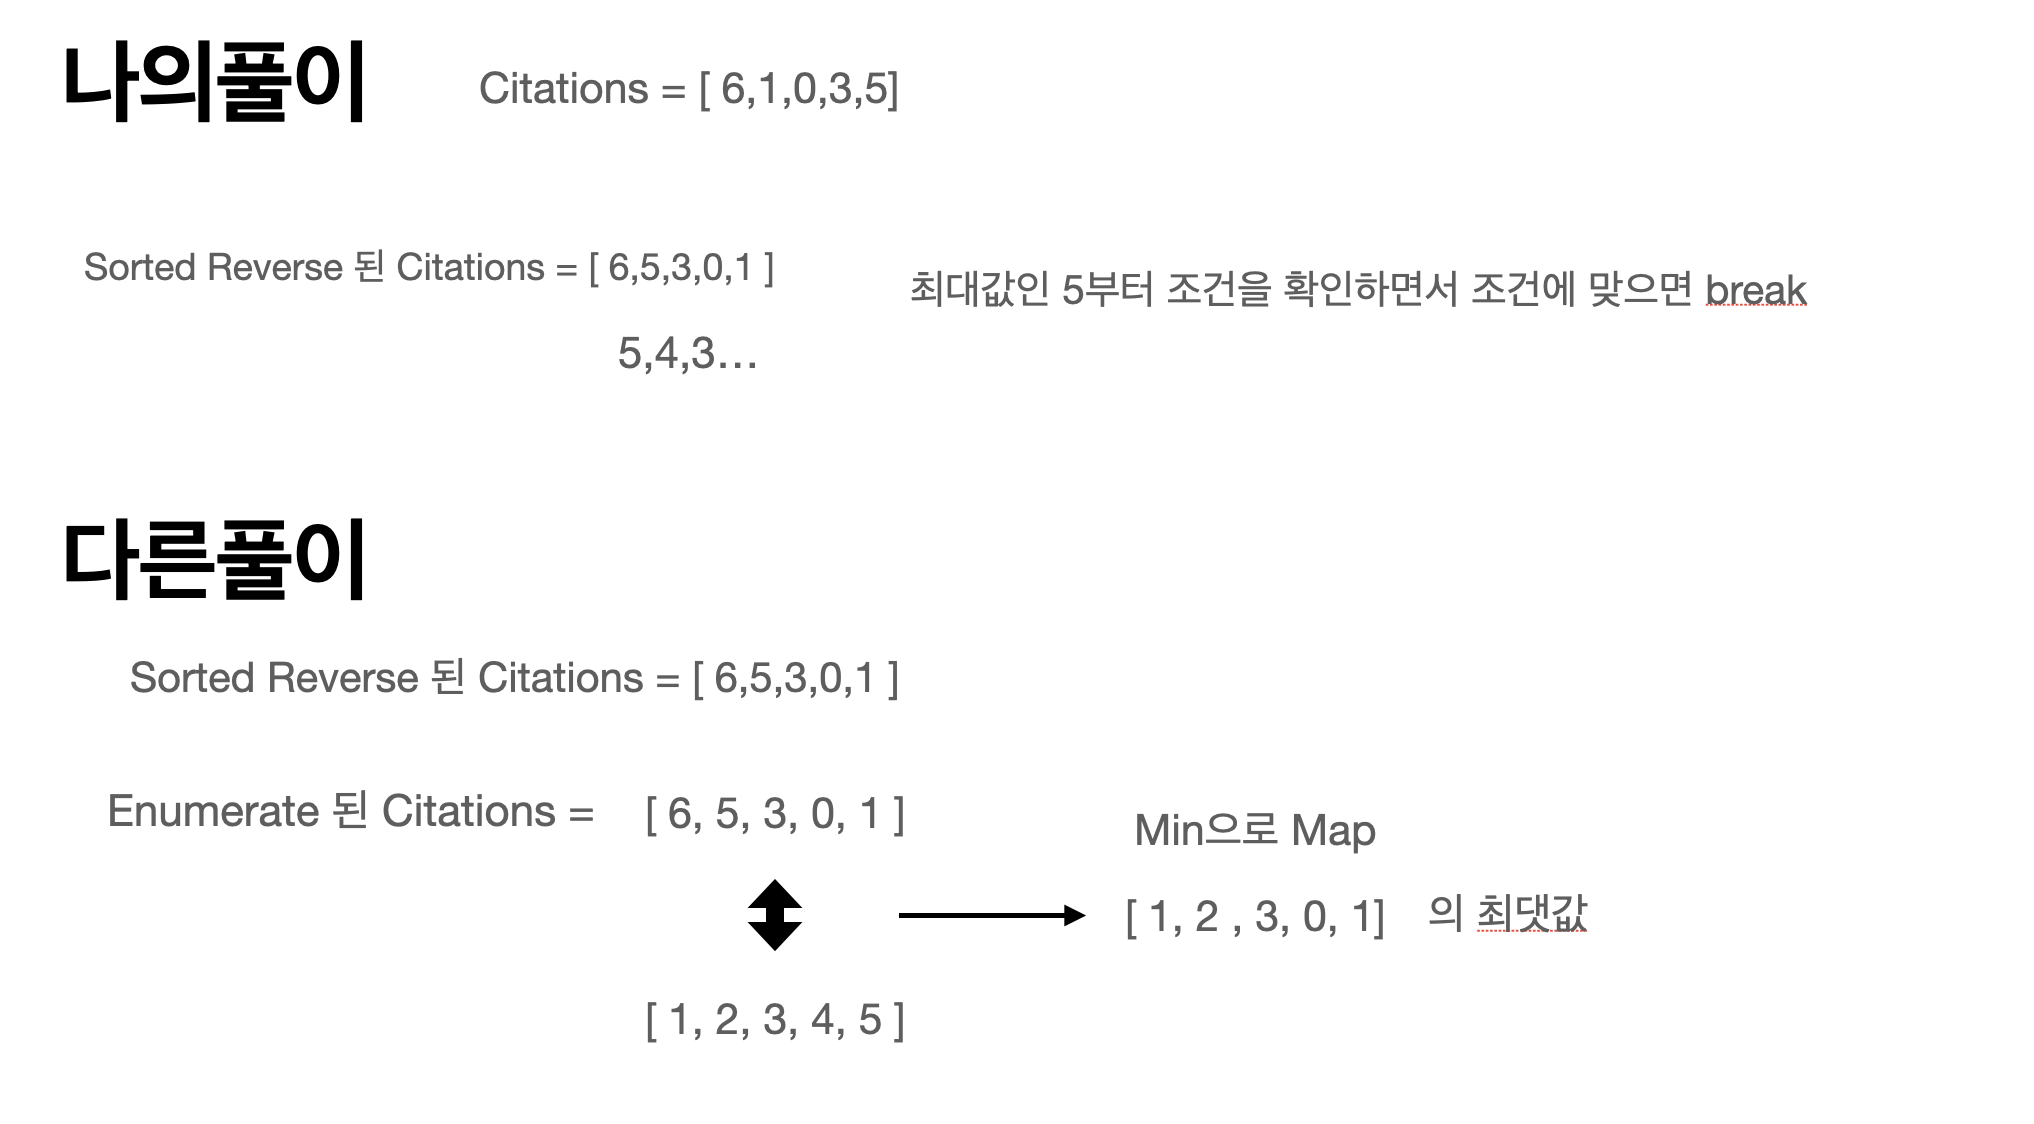 나의풀이
Citations = [ 6,1,0,3,5]
Sorted Reverse 된 Citations = [ 6,5,3,0,1 ]
최대값인 5부터 조건을 확인하면서 조건에 맞으면 break
5,4,3...
다른풀이
Sorted Reverse 된 Citations = [ 6,5,3,0,1 ]
Enumerate 된 Citations = [ 6, 5, 3, 0, 1 ]
Min으로 Map
[ 1, 2 , 3, 0, 1] 의 최댓값
[ 1, 2, 3, 4, 5 ]